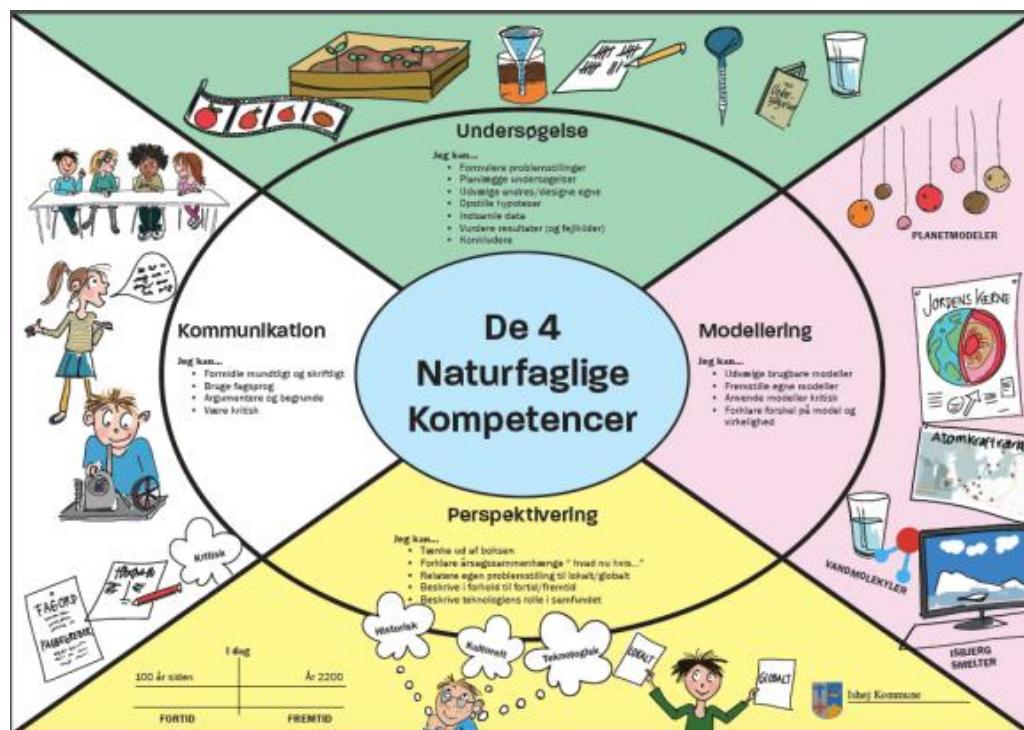 Undersøgelse
Jeg kan...
• Formulere problemstillinger
• Planlægge undersøgelser
• Udvælge andres/designe egne
• Opstille hypoteser
• Indsamle data
• Vurdere resultater (og fejlkilder)
• Konkludere
PLANETMODELER
JORDENS KERNE
Kommunikation
Jeg kan...
• Formidle mundtligt og skriftligt
• Bruge fagsprog
• Argumentere og begrunde
• Være kritisk
De 4
Naturfaglige
Kompetencer
Modellering
Jeg kan...
• Udvælge brugbare modeller
• Fremstille egne modeller
• Anvende modeller kritisk
• Forklare forskel på model og
virkelighed
Perspektivering
Jeg kan...
• Tænke ud af boksen
• Forklare årsagssammenhænge " hvad nu hvis..."
• Relatere egen problemstilling til lokalt/globalt
• Beskrive i forhold til fortid/fremtid
• Beskrive teknologiens rolle i samfundet
VANDMOLEKYLER
ISBJERG
SMELTER
Kritisk
FAGORD
Historisk
Kulturelt
Teknologisk
LOKALT
GLOBALT
I dag
100 år siden
År 2200
FORTID
FREMTID
Ishøj Kommune